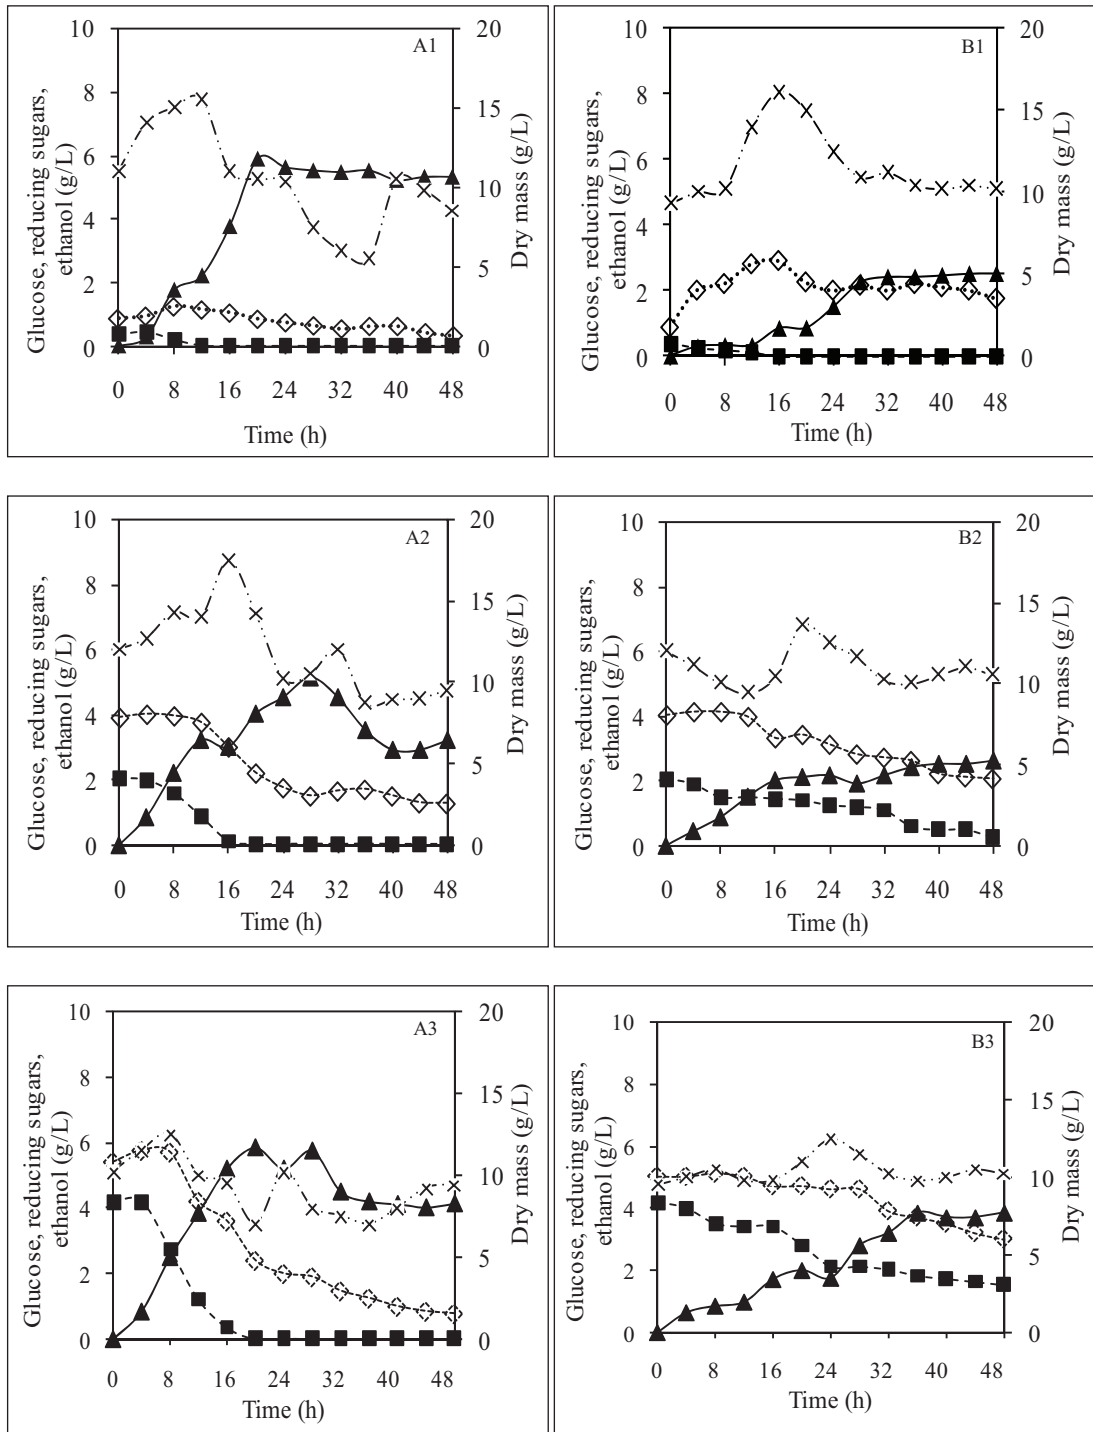 A1
10
8
6
4
2
0
20
15
10
5
0
0 8 16 24 32 40 48
Time (h)
Glucose, reducing sugars,
ethanol (g/L)
Dry mass (g/L)
B1
10
8
6
4
2
0
20
15
10
5
0
0 8 16 24 32 40 48
Time (h)
Glucose, reducing sugars,
ethanol (g/L)
Dry mass (g/L)
A2
10
8
6
4
2
0
20
15
10
5
0
0 8 16 24 32 40 48
Time (h)
Glucose, reducing sugars,
ethanol (g/L)
Dry mass (g/L)
B2
10
8
6
4
2
0
20
15
10
5
0
0 8 16 24 32 40 48
Time (h)
Glucose, reducing sugars,
ethanol (g/L)
Dry mass (g/L)
A3
10
8
6
4
2
0
20
15
10
5
0
0 8 16 24 32 40 48
Time (h)
Glucose, reducing sugars,
ethanol (g/L)
Dry mass (g/L)
B3
10
8
6
4
2
0
20
15
10
5
0
0 8 16 24 32 40 48
Time (h)
Glucose, reducing sugars,
ethanol (g/L)
Dry mass (g/L)